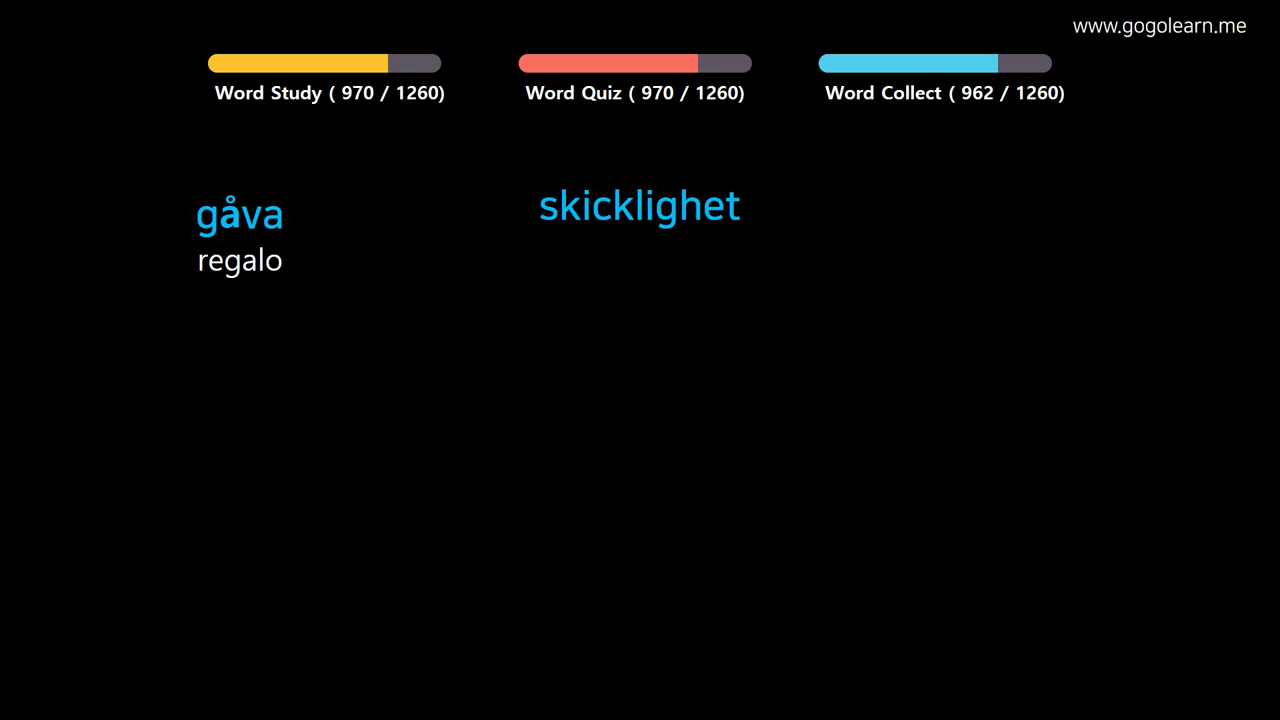 www.gogolearn.me
Word Study ( 970 / 1260)
Word Quiz ( 970 / 1260)
Word Collect ( 962 / 1260)
gåva
regalo
skicklighet